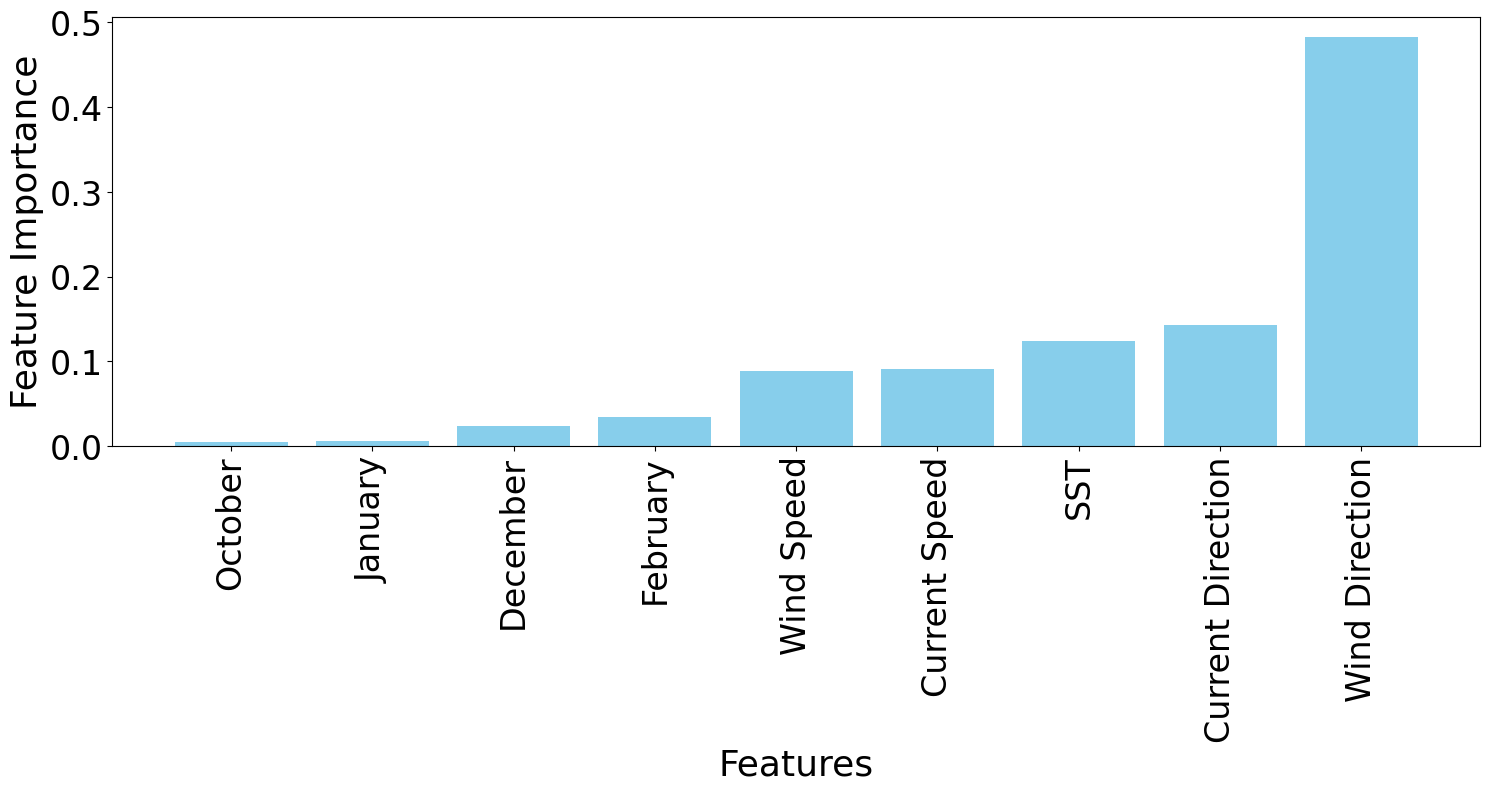 Feature Importance
0.5
0.4
0.3
0.2
0.1
0.0
October
January
December
February
Wind Speed
Current Speed
SST
Current Direction
Wind Direction
Features